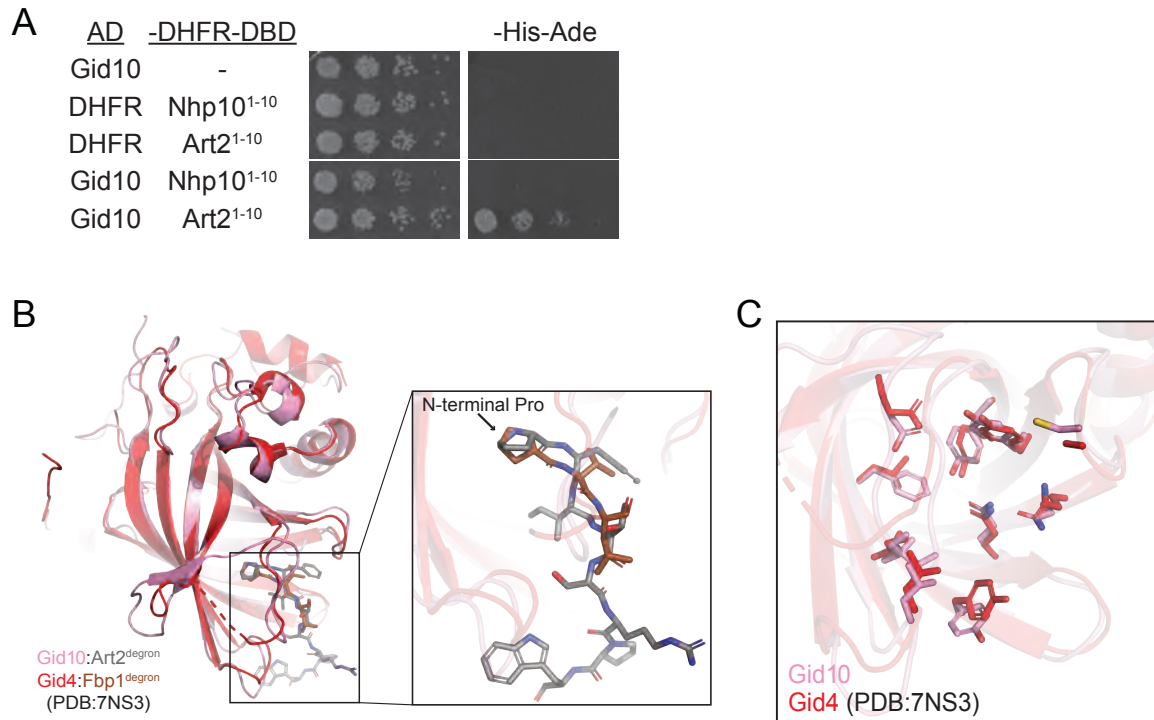 A
AD -DHFR-DBD
-His-Ade
Gid10 -
DHFR Nhp10¹⁻¹⁰
DHFR Art2¹⁻¹⁰
Gid10 Nhp10¹⁻¹⁰
Gid10 Art2¹⁻¹⁰
B
N-terminal Pro
Gid10:Art2ᵈᵉᵍʳᵒⁿ
Gid4:Fbp1ᵈᵉᵍʳᵒⁿ
(PDB:7NS3)
C
Gid10
Gid4 (PDB:7NS3)